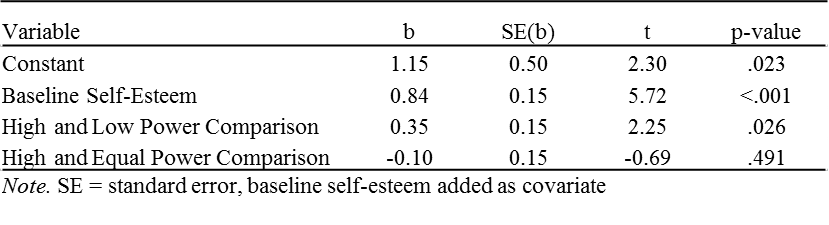 Variable b SE(b) t p-value
Constant 1.15 0.50 2.30 .023
Baseline Self-Esteem 0.84 0.15 5.72 <.001
High and Low Power Comparison 0.35 0.15 2.25 .026
High and Equal Power Comparison -0.10 0.15 -0.69 .491
Note. SE = standard error, baseline self-esteem added as covariate